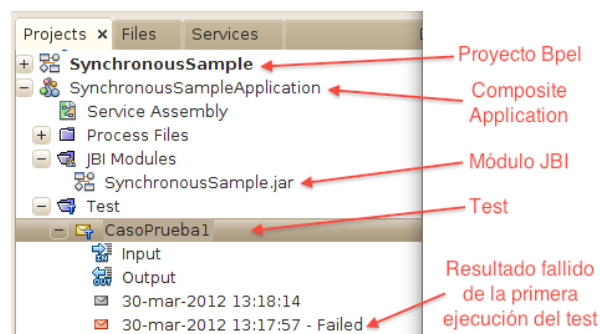 Projects × Files Services
SynchronousSample
Proyecto Bpel
SynchronousSampleApplication
Composite
Application
Service Assembly
Process Files
JBI Modules
Módulo JBI
SynchronousSample.jar
Test
Test
CasoPrueba1
Input
Output
30-mar-2012 13:18:14
30-mar-2012 13:17:57 - Failed
Resultado fallido
de la primera
ejecución del test